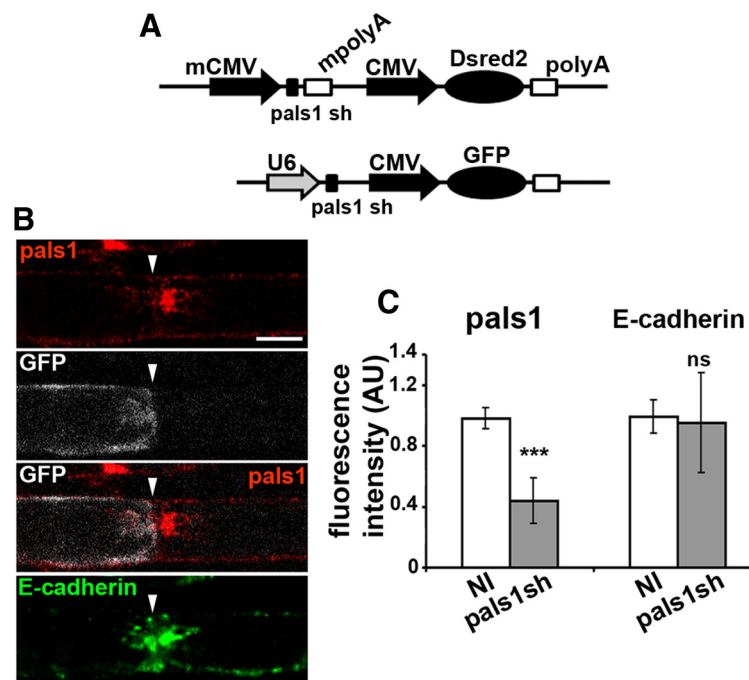 A
mCMV mpolyA CMV Dsred2 polyA
pals1 sh
U6 CMV GFP
pals1 sh
B
pals1
GFP
GFP pals1
E-cadherin
C
pals1 E-cadherin
fluorescence
intensity (AU)
1.4
1.2
0.8
0.4
0
***
ns
NI pals1sh NI pals1sh